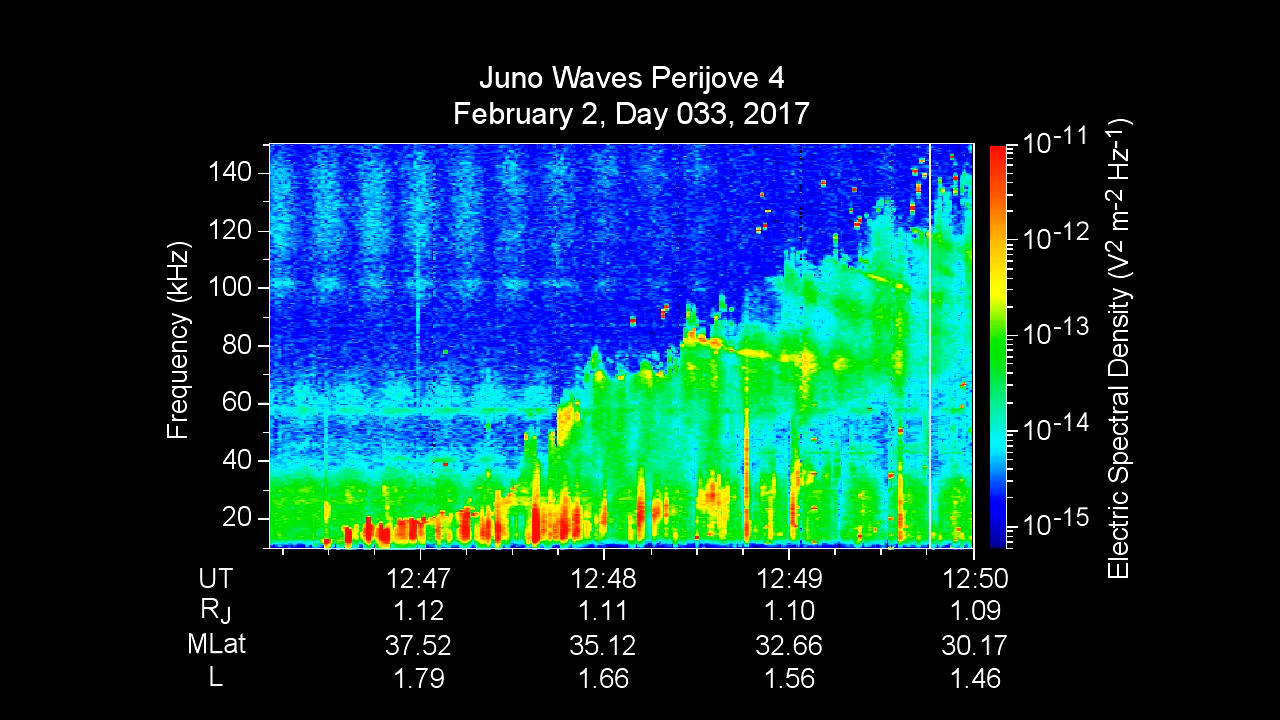 Juno Waves Perijove 4
February 2, Day 033, 2017
Frequency (kHz)
140
120
100
80
60
40
20
10-11
10-12
10-13
10-14
10-15
Electric Spectral Density (V2 m-2 Hz-1)
UT 12:47 12:48 12:49 12:50
RJ 1.12 1.11 1.10 1.09
MLat 37.52 35.12 32.66 30.17
L 1.79 1.66 1.56 1.46